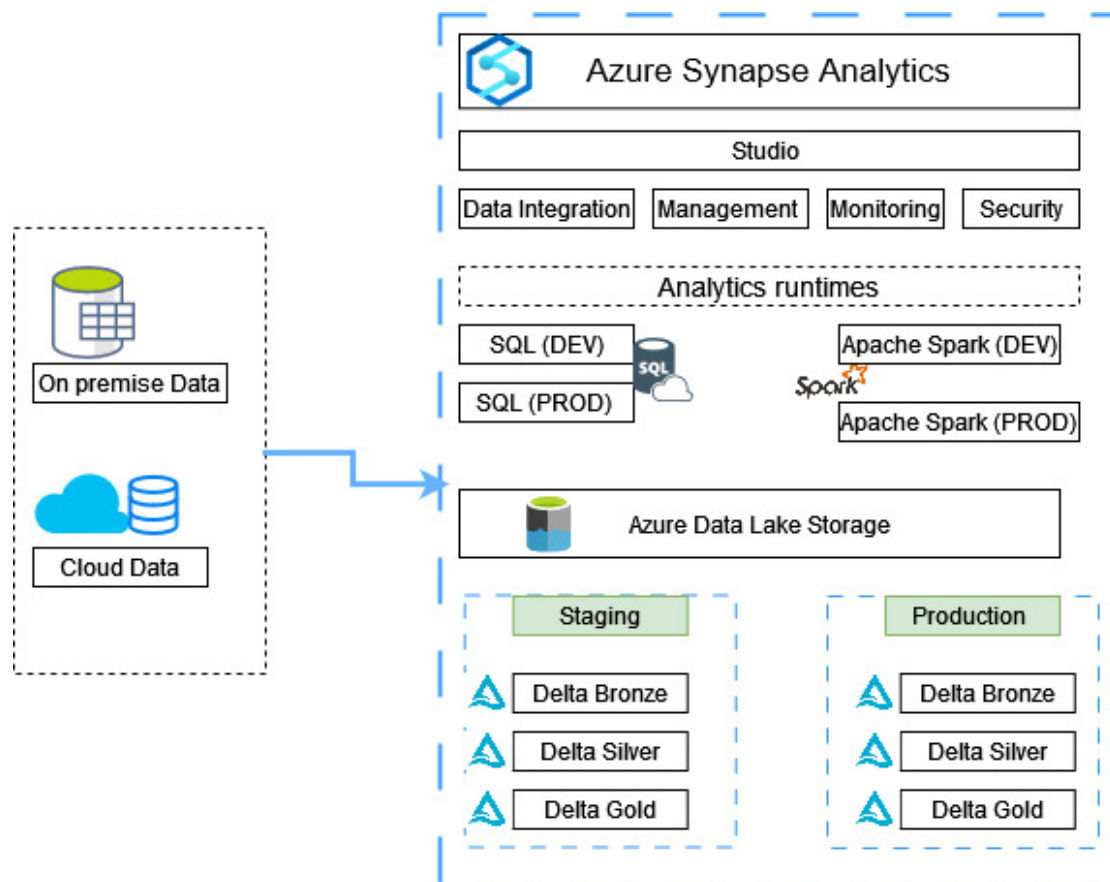 Azure Synapse Analytics
Studio
Data Integration
Management
Monitoring
Security
Analytics runtimes
SQL (DEV)
SQL (PROD)
SQL
Apache Spark (DEV)
Spark
Apache Spark (PROD)
On premise Data
Cloud Data
Azure Data Lake Storage
Staging
Delta Bronze
Delta Silver
Delta Gold
Production
Delta Bronze
Delta Silver
Delta Gold